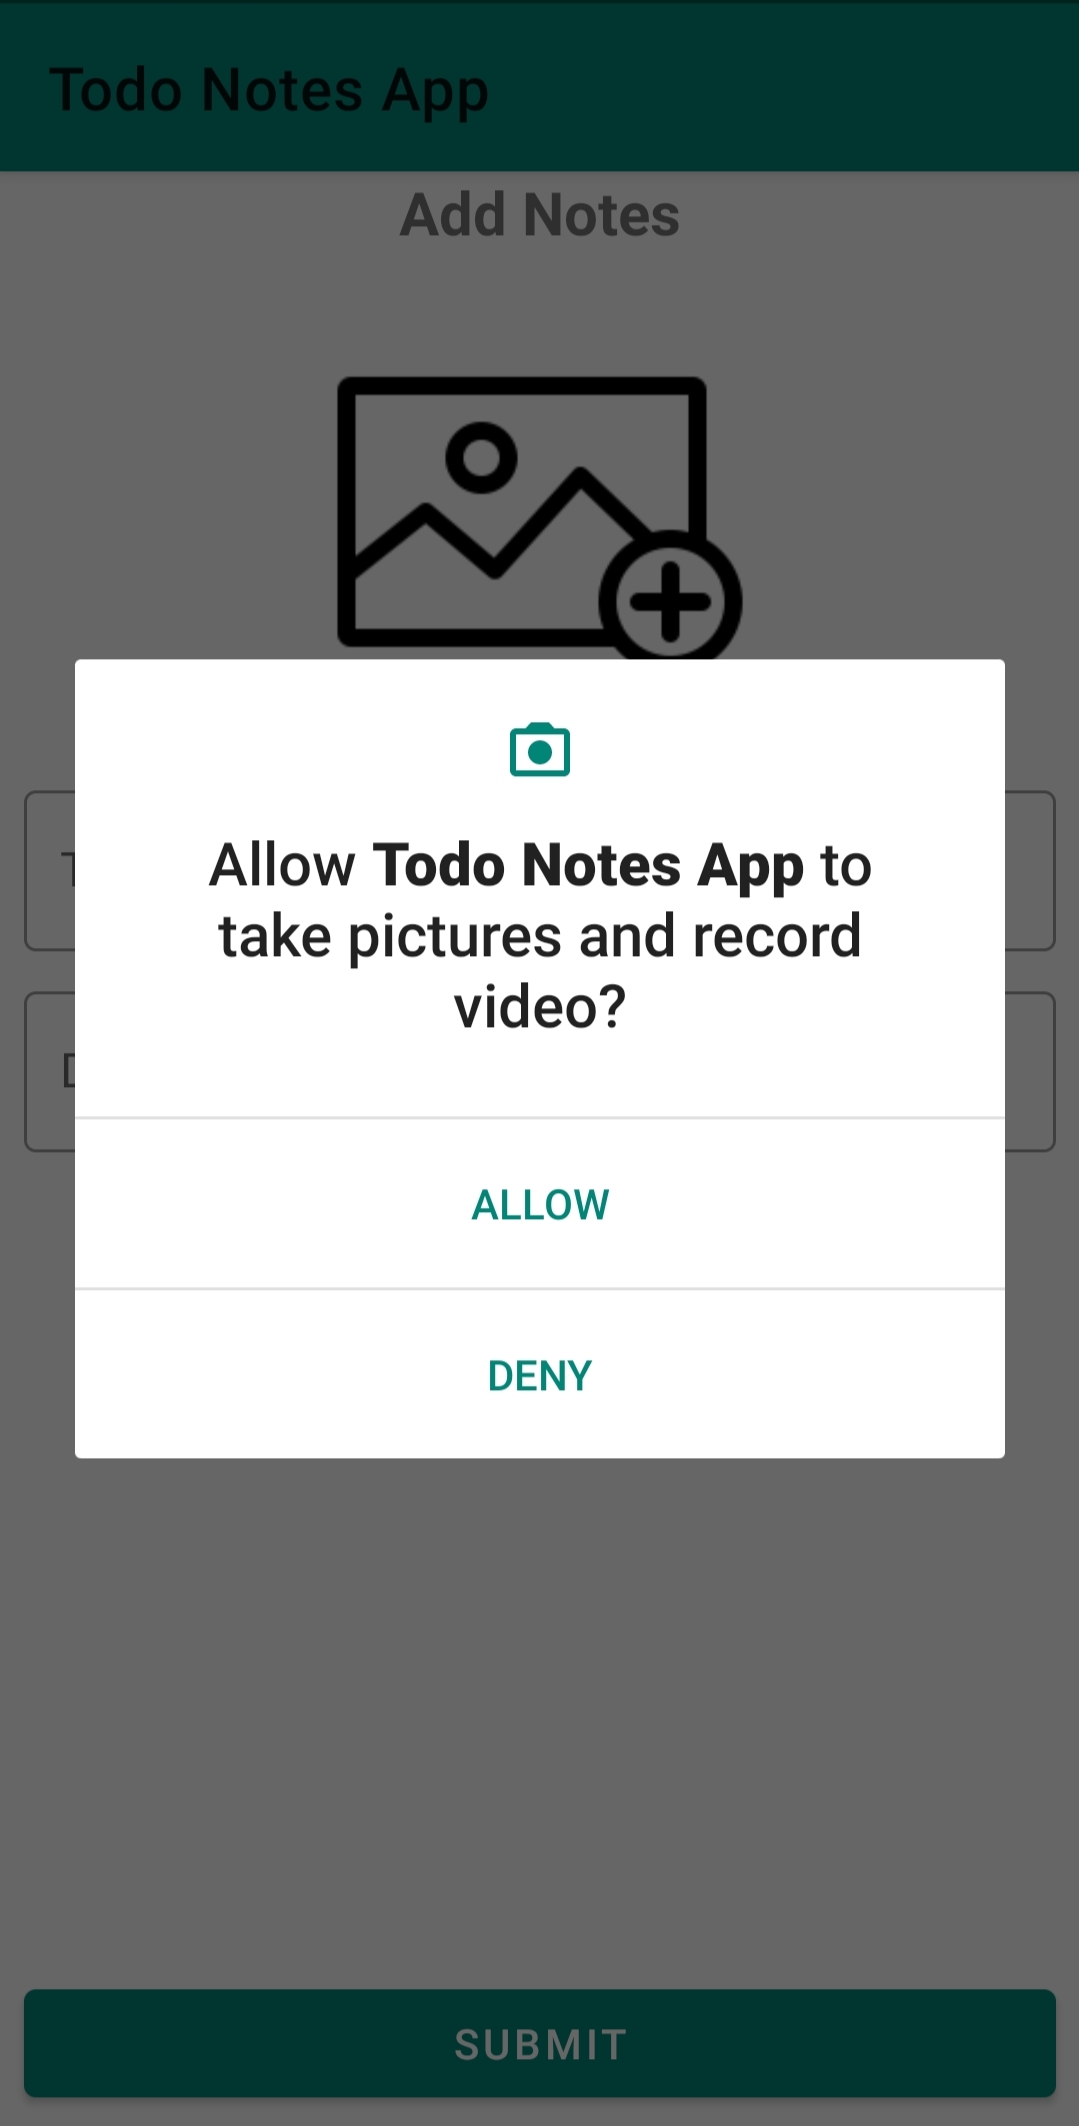 Todo Notes App
Add Notes
Allow Todo Notes App to
take pictures and record
video?
ALLOW
DENY
SUBMIT